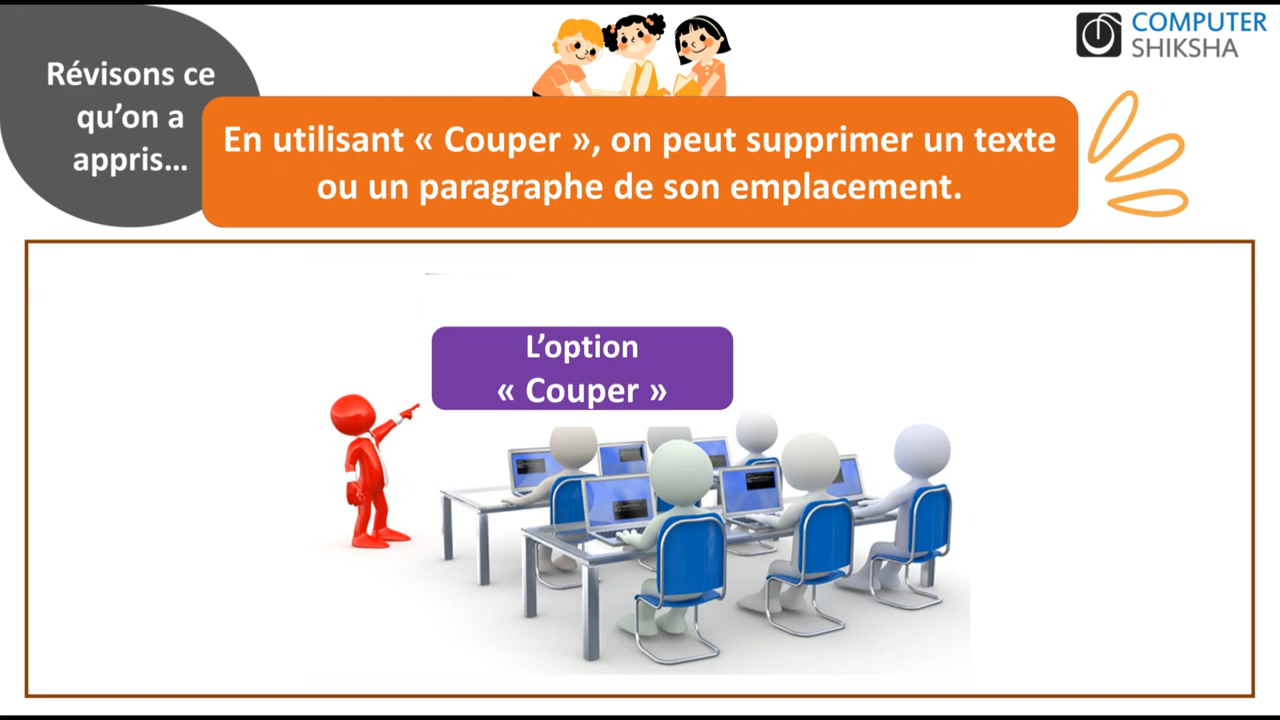 Révisons ce
qu’on a
appris...
En utilisant « Couper », on peut supprimer un texte
ou un paragraphe de son emplacement.
COMPUTER
SHIKSHA
L’option
« Couper »